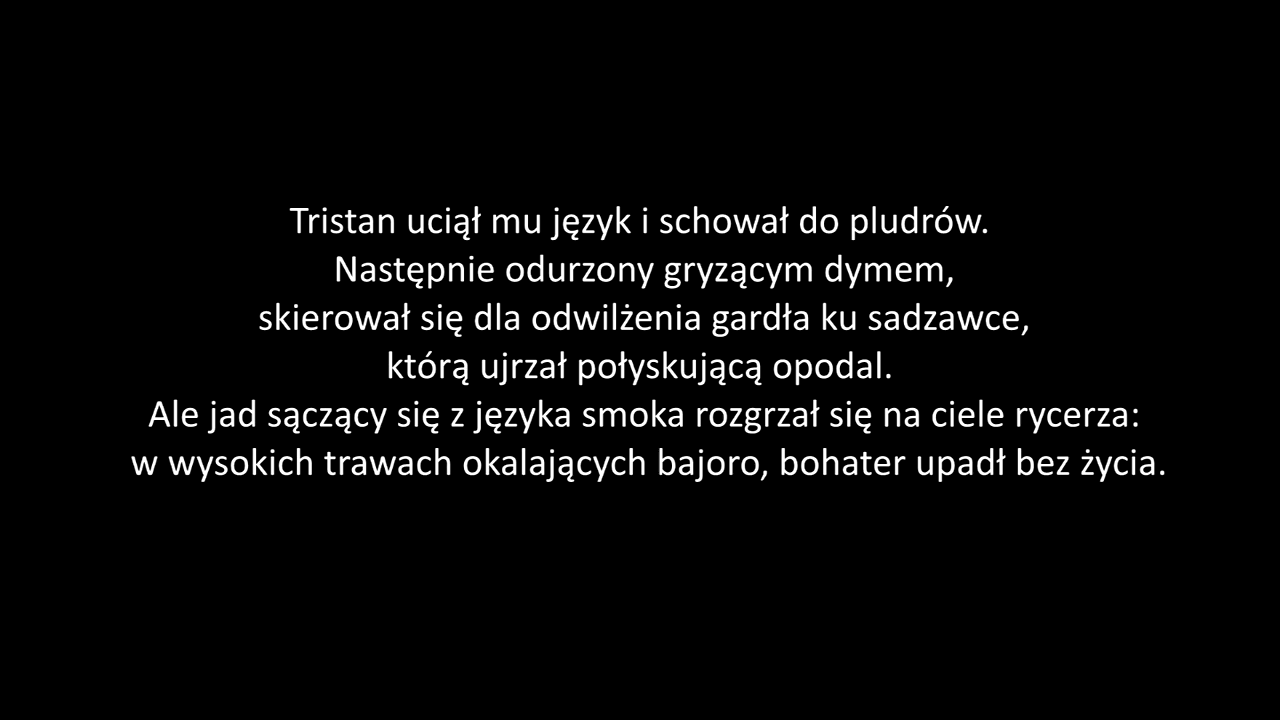 Tristan uciął mu język i schował do pludrów.
Następnie odurzony gryzącym dymem,
skierował się dla odwilżenia gardła ku sadzawce,
którą ujrzał połyskującą opodal.
Ale jad sączący się z języka smoka rozgrzał się na ciele rycerza:
w wysokich trawach okalających bajoro, bohater upadł bez życia.